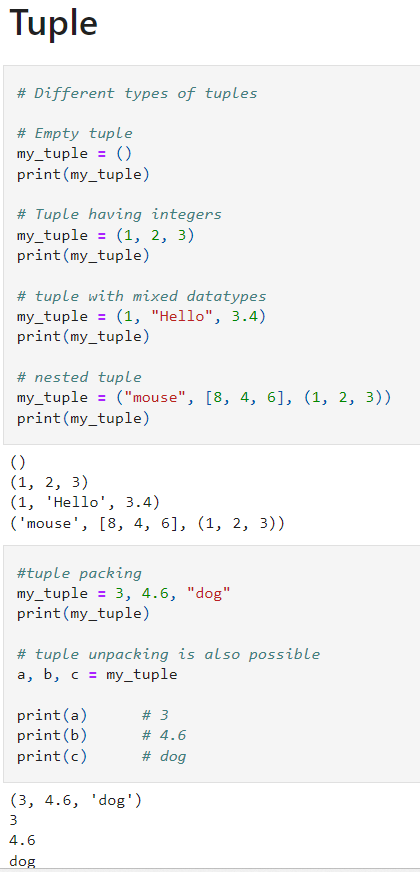 Tuple
# Different types of tuples
# Empty tuple
my_tuple = ()
print(my_tuple)
# Tuple having integers
my_tuple = (1, 2, 3)
print(my_tuple)
# tuple with mixed datatypes
my_tuple = (1, "Hello", 3.4)
print(my_tuple)
# nested tuple
my_tuple = ("mouse", [8, 4, 6], (1, 2, 3))
print(my_tuple)
()
(1, 2, 3)
(1, 'Hello', 3.4)
('mouse', [8, 4, 6], (1, 2, 3))
#tuple packing
my_tuple = 3, 4.6, "dog"
print(my_tuple)
# tuple unpacking is also possible
a, b, c = my_tuple
print(a)      # 3
print(b)      # 4.6
print(c)      # dog
(3, 4.6, 'dog')
3
4.6
dog